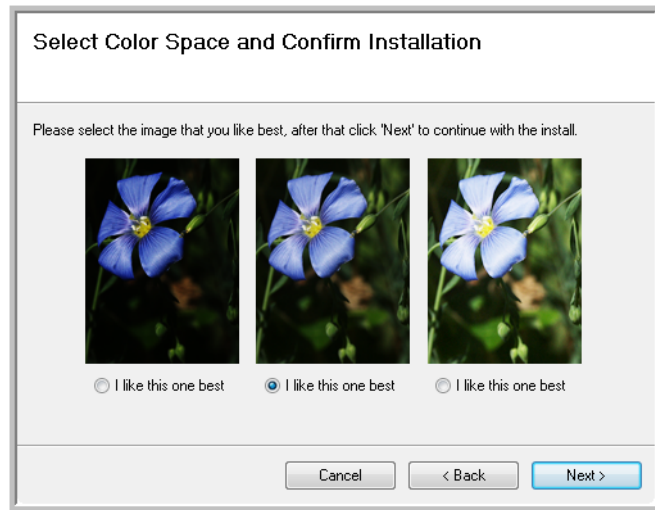 Select Color Space and Confirm Installation
Please select the image that you like best, after that click 'Next' to continue with the install.
I like this one best
I like this one best
I like this one best
Cancel
< Back
Next >